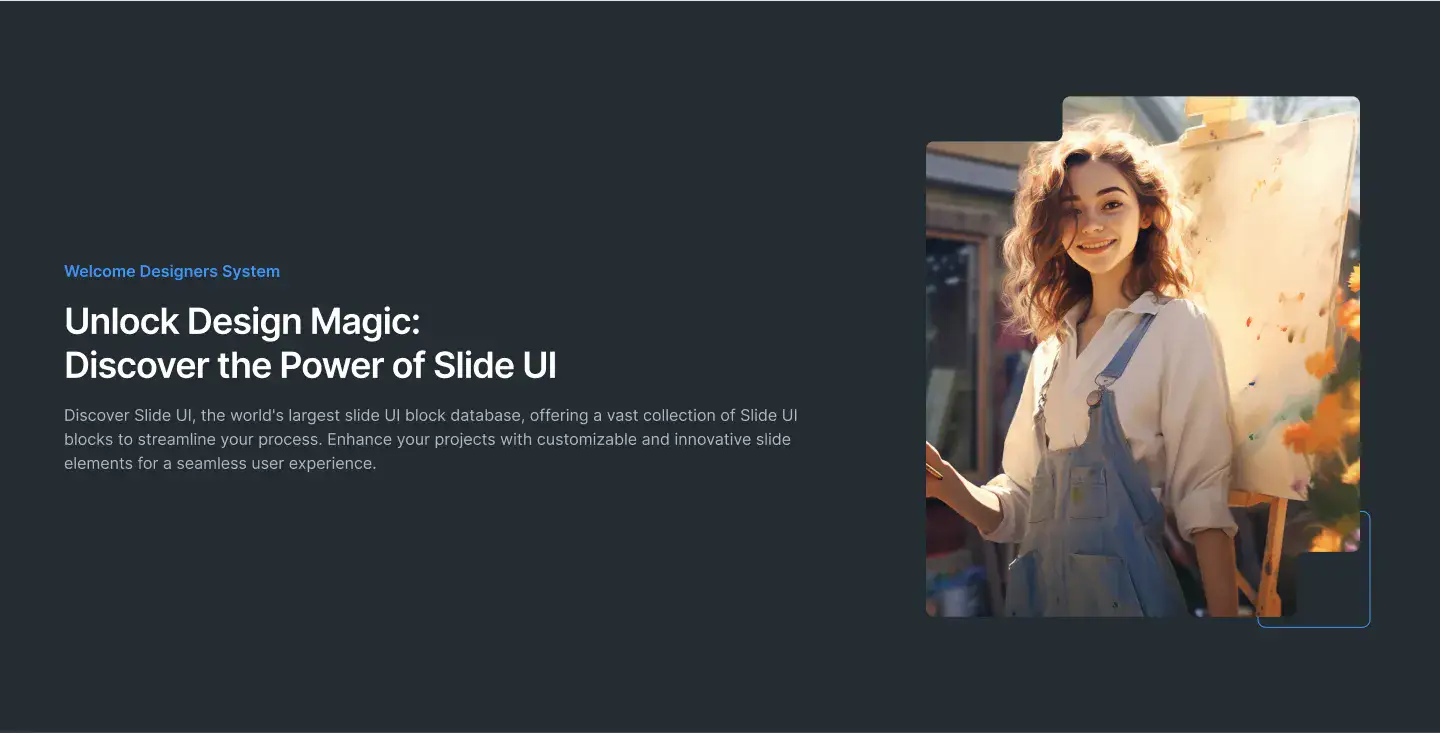 Welcome Designers System
Unlock Design Magic:
Discover the Power of Slide UI
Discover Slide UI, the world's largest slide UI block database, offering a vast collection of Slide UI
blocks to streamline your process. Enhance your projects with customizable and innovative slide
elements for a seamless user experience.